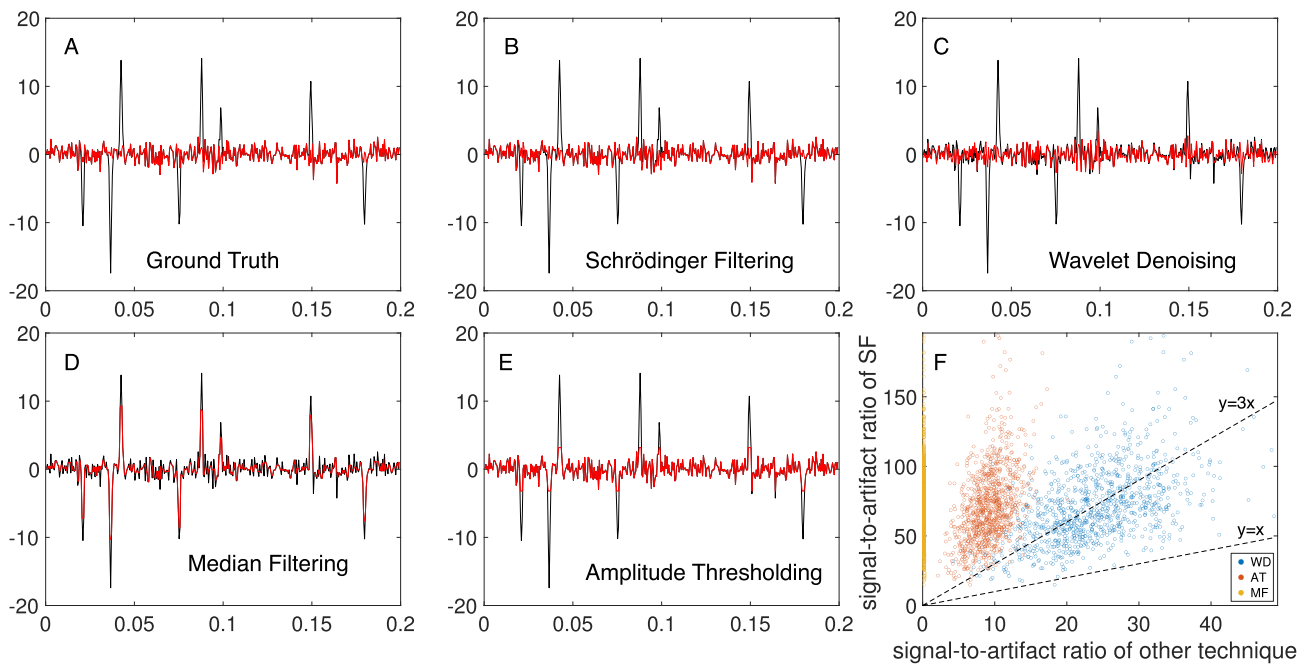 20
10
0
-10
-20
A
Ground Truth
0 0.05 0.1 0.15 0.2
20
10
0
-10
-20
B
Schrödinger Filtering
0 0.05 0.1 0.15 0.2
20
10
0
-10
-20
C
Wavelet Denoising
0 0.05 0.1 0.15 0.2
20
10
0
-10
-20
D
Median Filtering
0 0.05 0.1 0.15 0.2
20
10
0
-10
-20
E
Amplitude Thresholding
0 0.05 0.1 0.15 0.2
signal-to-artifact ratio of SF
150
100
50
0
F
y=3x
y=x
WD
AT
MF
0 10 20 30 40
signal-to-artifact ratio of other technique